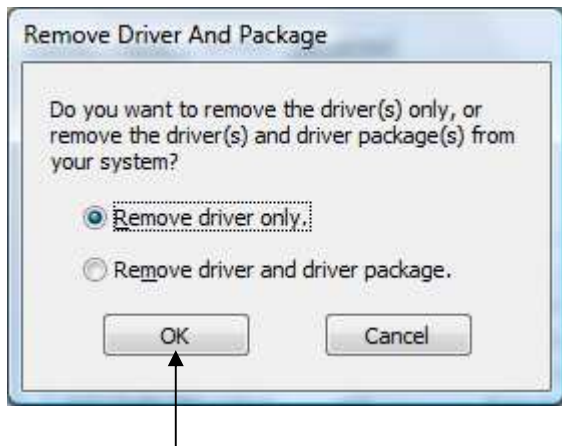 Remove Driver And Package
Do you want to remove the driver(s) only, or
remove the driver(s) and driver package(s) from
your system?
Remove driver only.
Remove driver and driver package.
OK Cancel